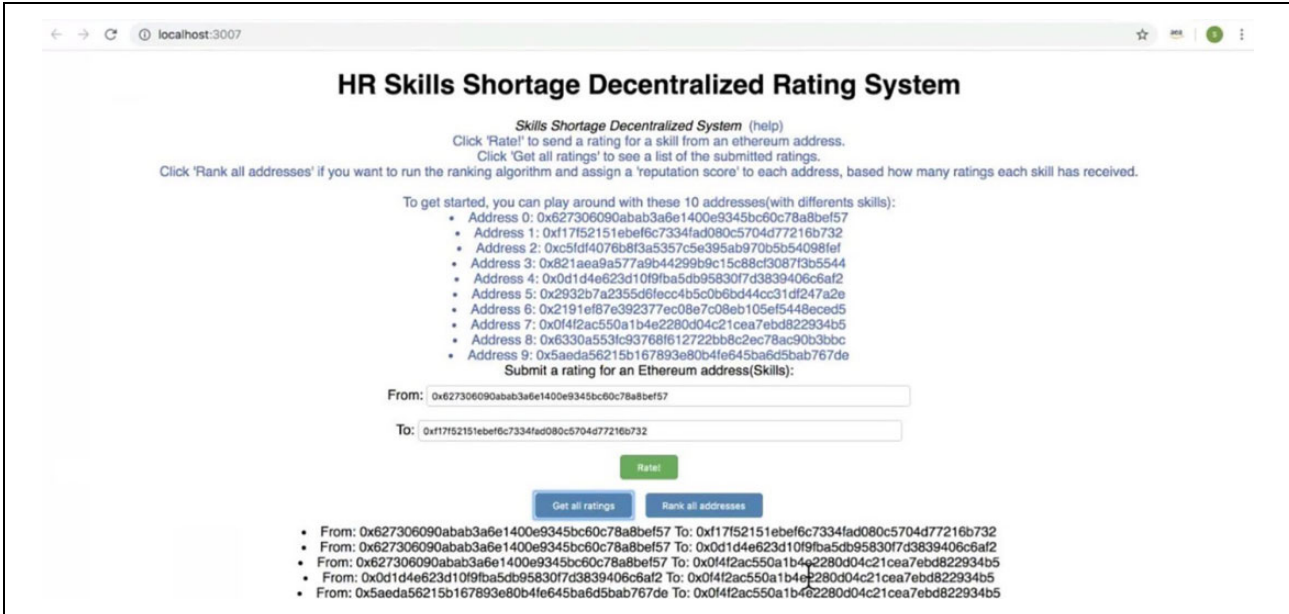 localhost:3007
HR Skills Shortage Decentralized Rating System
Skills Shortage Decentralized System (help)
Click 'Rate!' to send a rating for a skill from an ethereum address.
Click 'Get all ratings' to see a list of the submitted ratings.
Click 'Rank all addresses' if you want to run the ranking algorithm and assign a 'reputation score' to each address, based how many ratings each skill has received.
To get started, you can play around with these 10 addresses(with differents skills):
• Address 0: 0x627306090abab3a6e1400e9345bc60c78a8bef57
• Address 1: 0xf17f52151ebef6c7334fad080c5704d77216b732
• Address 2: 0xc5fdf4076b8f3a5357c5e395ab970b5b54098fef
• Address 3: 0x821aea9a577a9b44299b9c15c88cf3087f3b5544
• Address 4: 0x0d1d4e623d10f9fba5db95830f7d3839406c6af2
• Address 5: 0x2932b7a2355d6fecc4b5c0b6bd44cc31df247a2e
• Address 6: 0x2191ef87e392377ec08e7c08eb105ef5448eced5
• Address 7: 0x0f4f2ac550a1b4e2280d04c21cea7ebd822934b5
• Address 8: 0x6330a553fc93768f612722bb8c2ec78ac90b3bbc
• Address 9: 0x5aeda56215b167893e80b4fe645ba6d5bab767de
Submit a rating for an Ethereum address(Skills):
From: 0x627306090abab3a6e1400e9345bc60c78a8bef57
To: 0xf17f52151ebef6c7334fad080c5704d77216b732
Rate!
Get all ratings Rank all addresses
• From: 0x627306090abab3a6e1400e9345bc60c78a8bef57 To: 0xf17f52151ebef6c7334fad080c5704d77216b732
• From: 0x627306090abab3a6e1400e9345bc60c78a8bef57 To: 0x0d1d4e623d10f9fba5db95830f7d3839406c6af2
• From: 0x627306090abab3a6e1400e9345bc60c78a8bef57 To: 0x0f4f2ac550a1b4e2280d04c21cea7ebd822934b5
• From: 0x0d1d4e623d10f9fba5db95830f7d3839406c6af2 To: 0x0f4f2ac550a1b4e2280d04c21cea7ebd822934b5
• From: 0x5aeda56215b167893e80b4fe645ba6d5bab767de To: 0x0f4f2ac550a1b4e2280d04c21cea7ebd822934b5